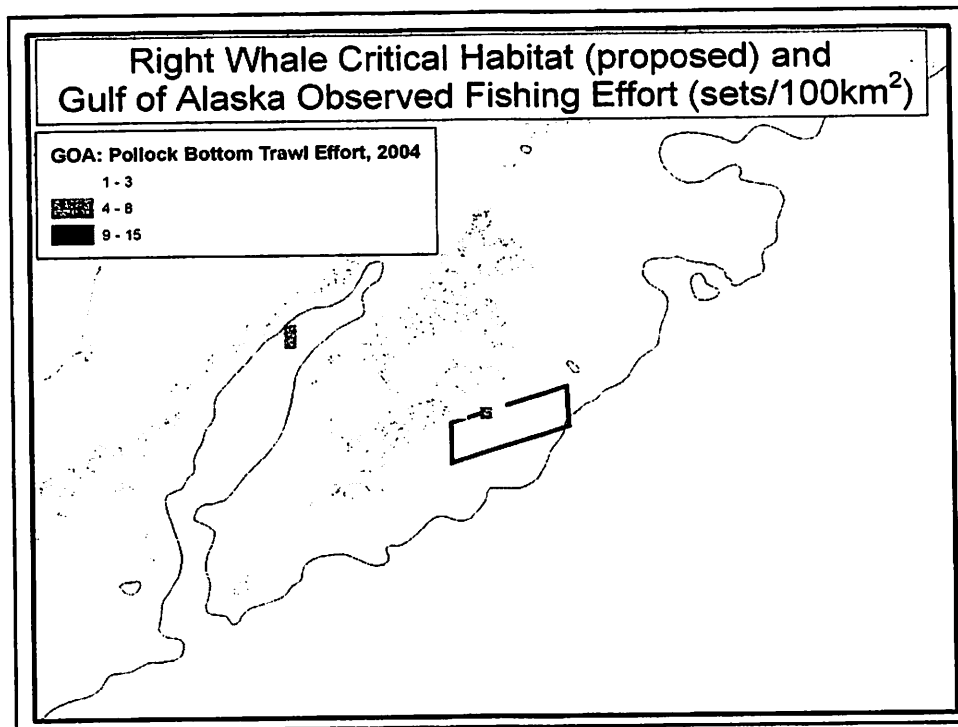 Right Whale Critical Habitat (proposed) and
Gulf of Alaska Observed Fishing Effort (sets/100km²)
GOA: Pollock Bottom Trawl Effort, 2004
1 - 3
4 - 8
9 - 15